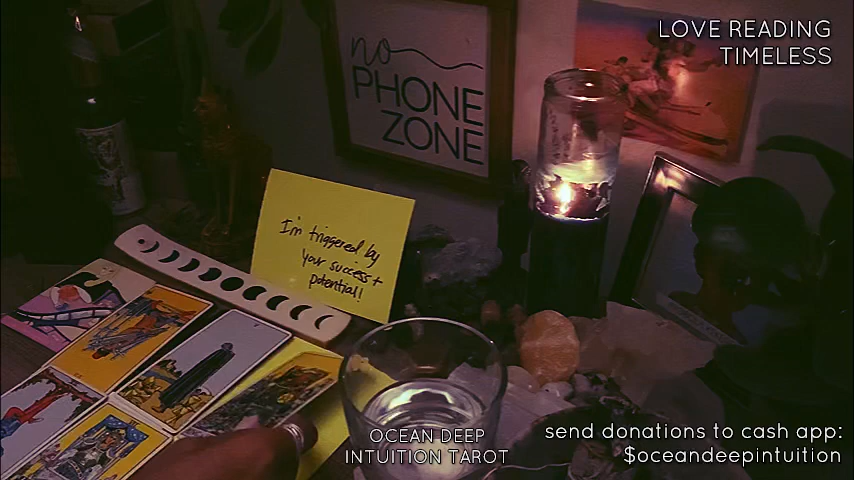 LOVE READING
TIMELESS
no
PHONE
ZONE
I'm triggered by
your success +
potential!
OCEAN DEEP
INTUITION TAROT
send donations to cash app:
$oceandeepintuition